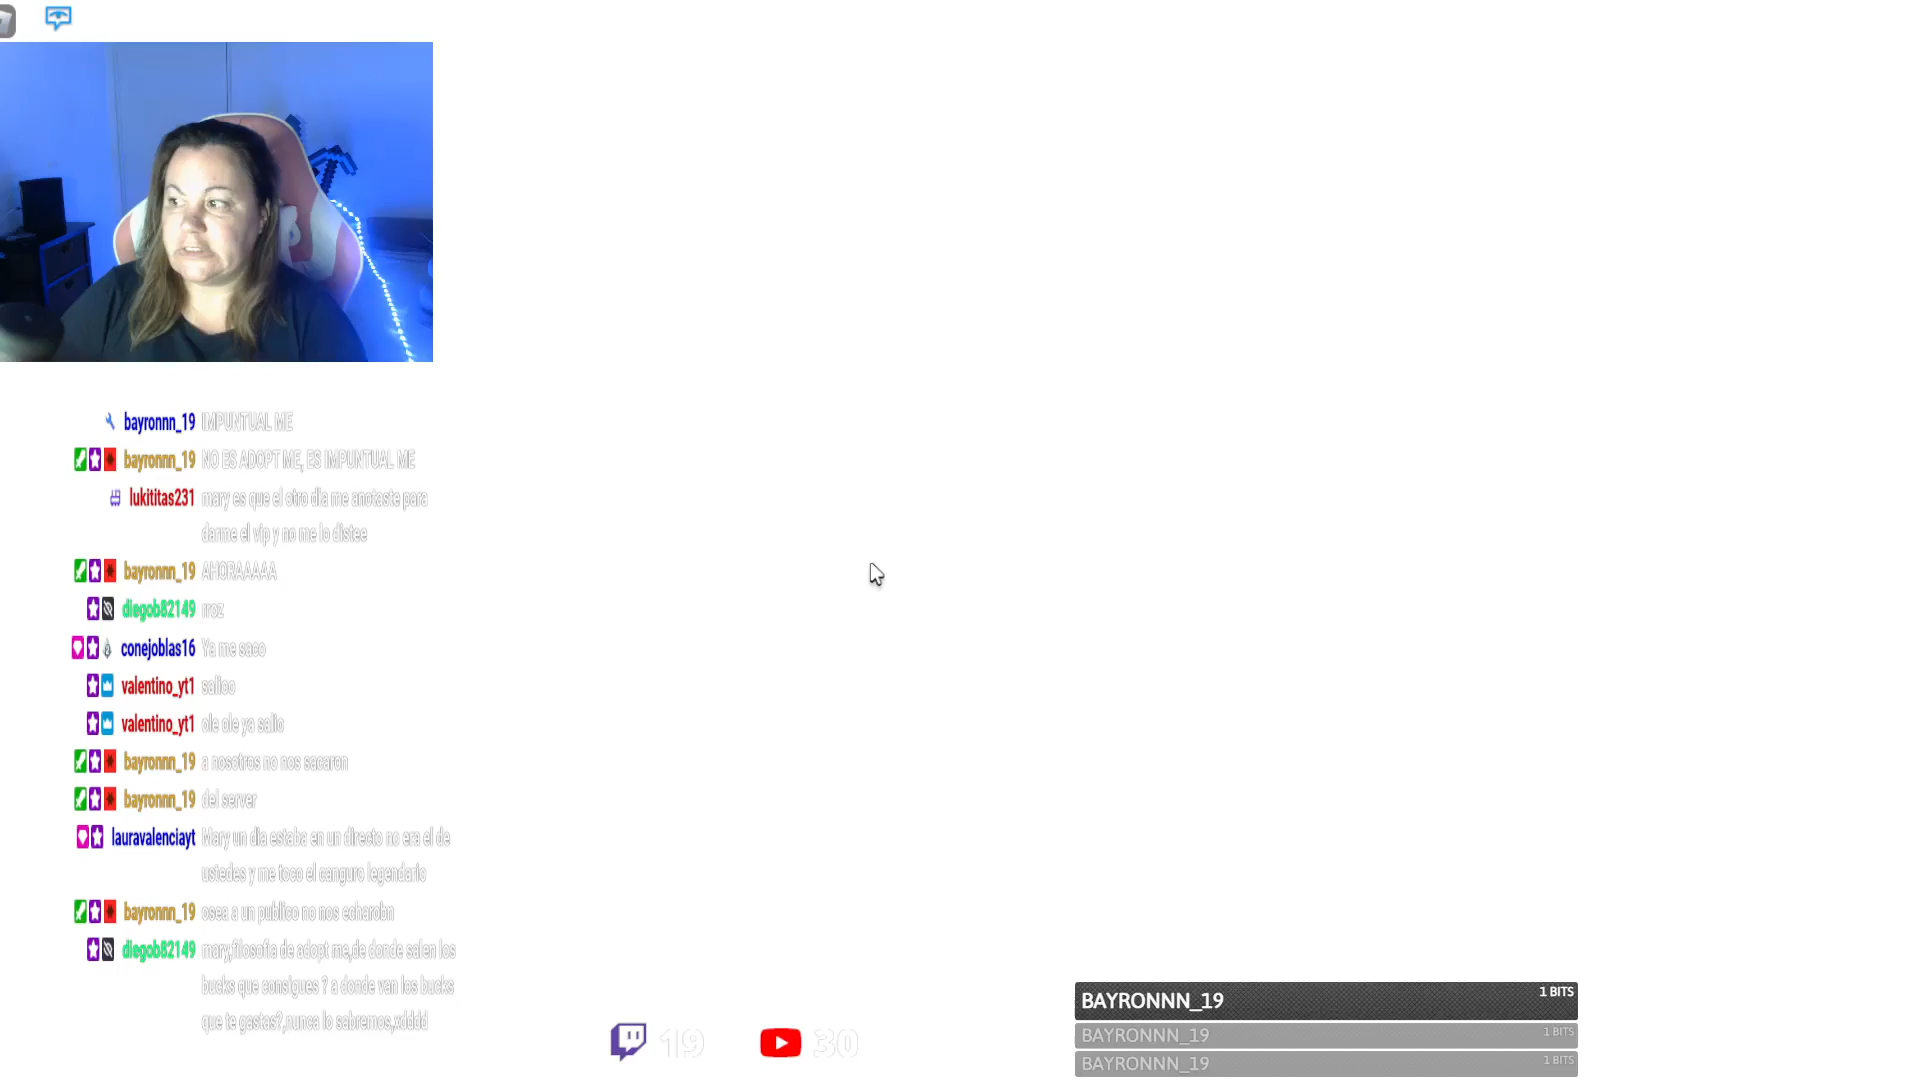 bayronnn_19 IMPUNTUAL ME
bayronnn_19 NO ES ADOPT ME, ES IMPUNTUAL ME
lukititas231 mary es que el otro dia me anotaste para
darme el vip y no me lo distee
bayronnn_19 AHORAAAAA
diegob82149 rroz
conejoblas16 Ya me saco
valentino_yt1 salioo
valentino_yt1 ole ole ya salio
bayronnn_19 a nosotros no nos sacaron
bayronnn_19 del server
lauravalenciayt Mary un dia estaba en un directo no era el de
ustedes y me toco el canguro legendario
bayronnn_19 osea a un publico no nos echarobn
diegob82149 mary,filosofia de adopt me,de donde salen los
bucks que consigues ? a donde van los bucks
que te gastas?,nunca lo sabremos,xdddd
19 30
BAYRONNN_19 1 BITS
BAYRONNN_19 1 BITS
BAYRONNN_19 1 BITS